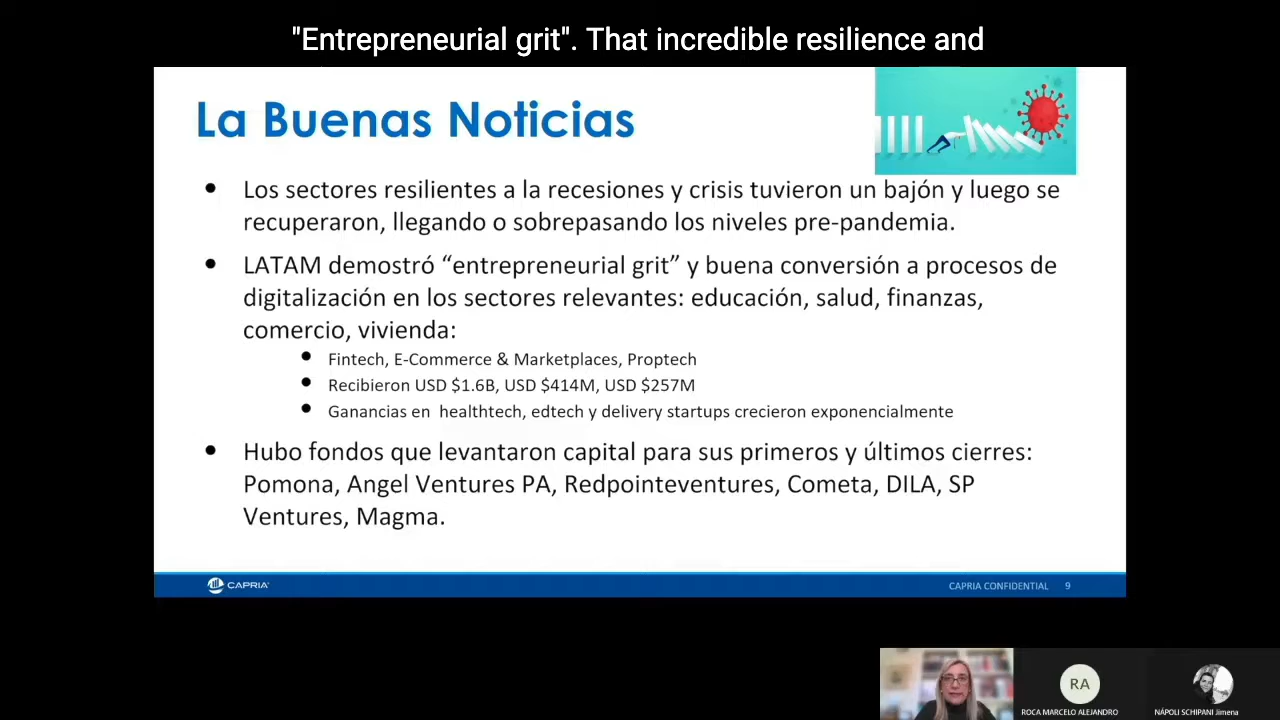 "Entrepreneurial grit". That incredible resilience and
La Buenas Noticias
Los sectores resilientes a la recesiones y crisis tuvieron un bajón y luego se
recuperaron, llegando o sobrepasando los niveles pre-pandemia.
LATAM demostró “entrepreneurial grit” y buena conversión a procesos de
digitalización en los sectores relevantes: educación, salud, finanzas,
comercio, vivienda:
Fintech, E-Commerce & Marketplaces, Proptech
Recibieron USD $1.6B, USD $414M, USD $257M
Ganancias en healthtech, edtech y delivery startups crecieron exponencialmente
Hubo fondos que levantaron capital para sus primeros y últimos cierres:
Pomona, Angel Ventures PA, Redpointeventures, Cometa, DILA, SP
Ventures, Magma.
CAPRIA
CAPRIA CONFIDENTIAL 9
RA
ROCA MARCELO ALEJANDRO
NÁPOLI SCHIPANI Jimena